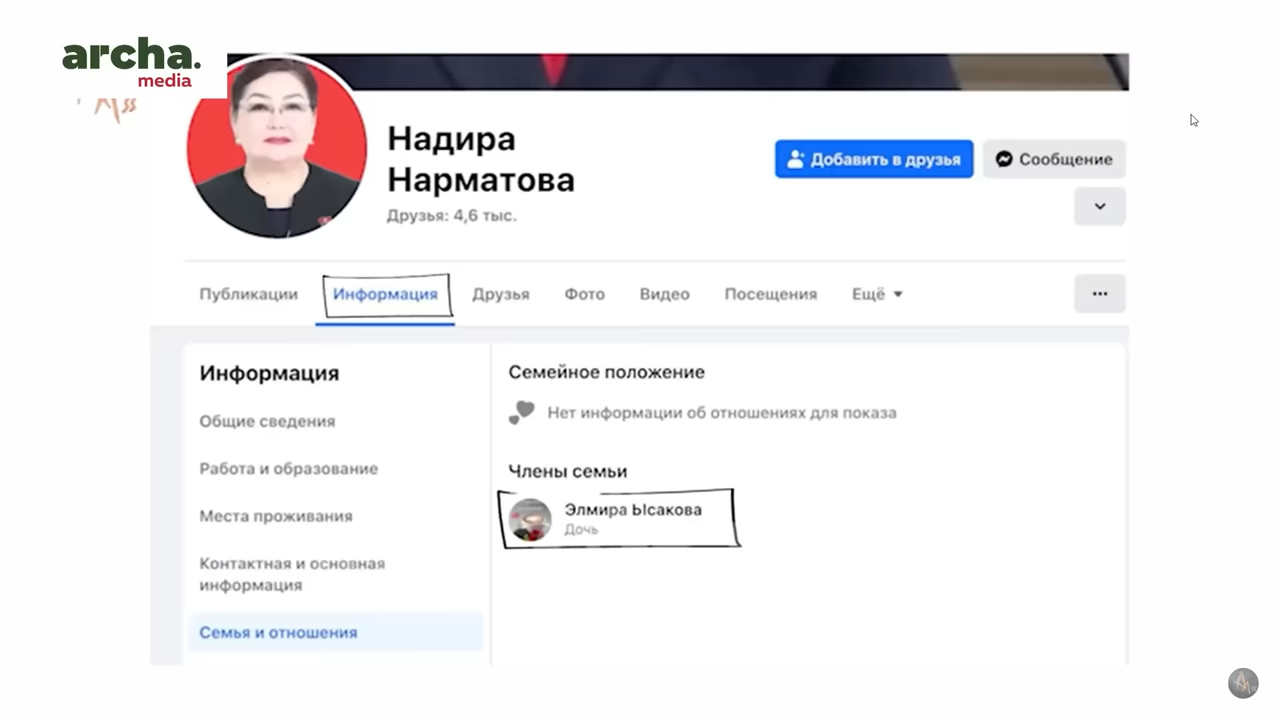 archa.
media
Надира
Нарматова
Друзья: 4,6 тыс.
Добавить в друзья
Сообщение
Публикации
Информация
Друзья
Фото
Видео
Посещения
Ещё
Информация
Общие сведения
Работа и образование
Места проживания
Контактная и основная
информация
Семья и отношения
Семейное положение
Нет информации об отношениях для показа
Члены семьи
Элмира Ысакова
Дочь